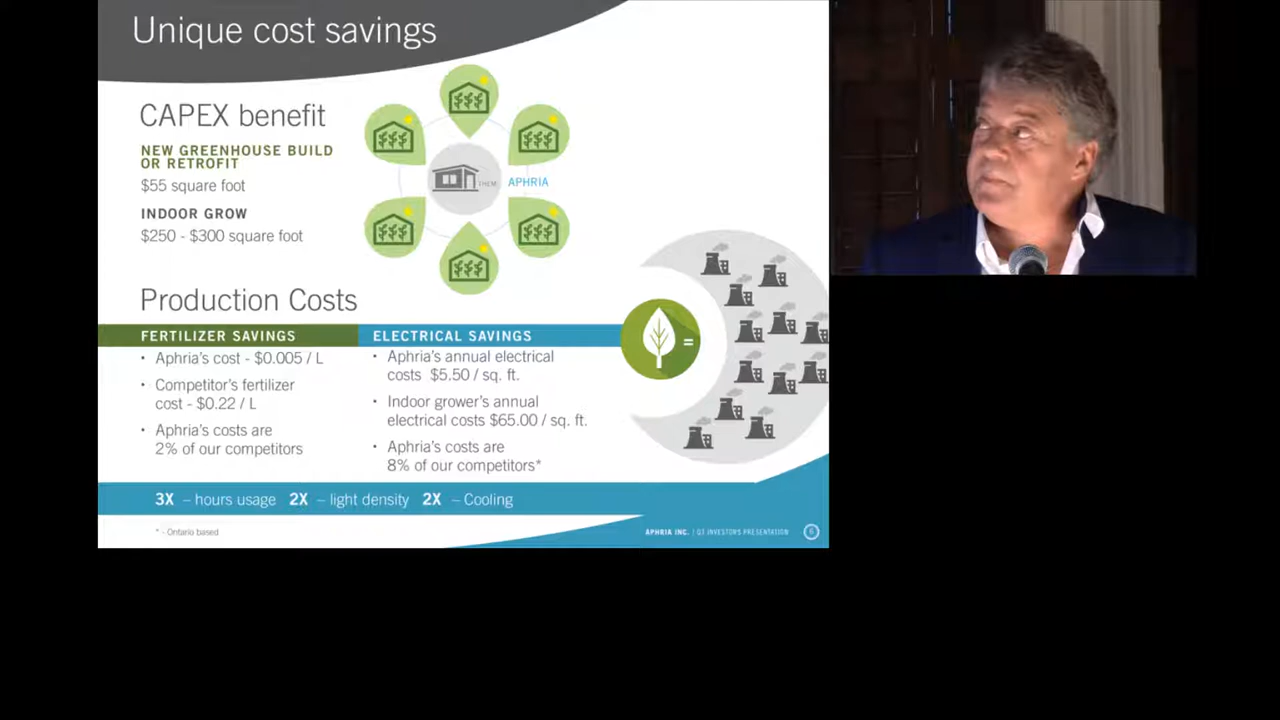 Unique cost savings
CAPEX benefit
NEW GREENHOUSE BUILD
OR RETROFIT
$55 square foot
INDOOR GROW
$250 - $300 square foot
THEM
APHRIA
Production Costs
FERTILIZER SAVINGS
• Aphria's cost - $0.005 / L
• Competitor's fertilizer
cost - $0.22 / L
• Aphria's costs are
2% of our competitors
ELECTRICAL SAVINGS
• Aphria's annual electrical
costs $5.50 / sq. ft.
• Indoor grower's annual
electrical costs $65.00 / sq. ft.
• Aphria's costs are
8% of our competitors*
=
3X – hours usage 2X – light density 2X – Cooling
* - Ontario based
APHRIA INC. | Q3 INVESTORS PRESENTATION 6